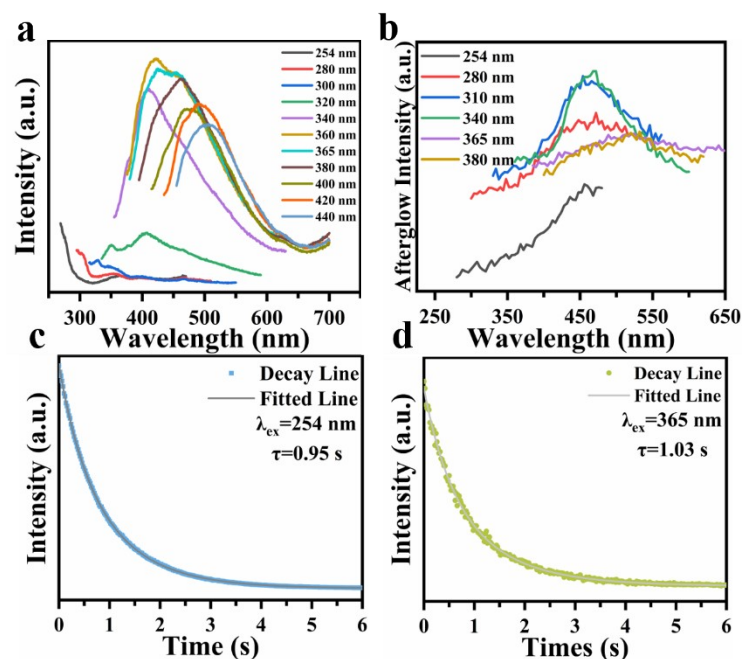 a
Intensity (a.u.)
254 nm
280 nm
300 nm
320 nm
340 nm
360 nm
365 nm
380 nm
400 nm
420 nm
440 nm
300 400 500 600 700
Wavelength (nm)
b
Afterglow Intensity (a.u.)
254 nm
280 nm
310 nm
340 nm
365 nm
380 nm
250 350 450 550 650
Wavelength (nm)
c
Intensity (a.u.)
Decay Line
Fitted Line
λex=254 nm
τ=0.95 s
0 1 2 3 4 5 6
Time (s)
d
Intensity (a.u.)
Decay Line
Fitted Line
λex=365 nm
τ=1.03 s
0 1 2 3 4 5 6
Times (s)